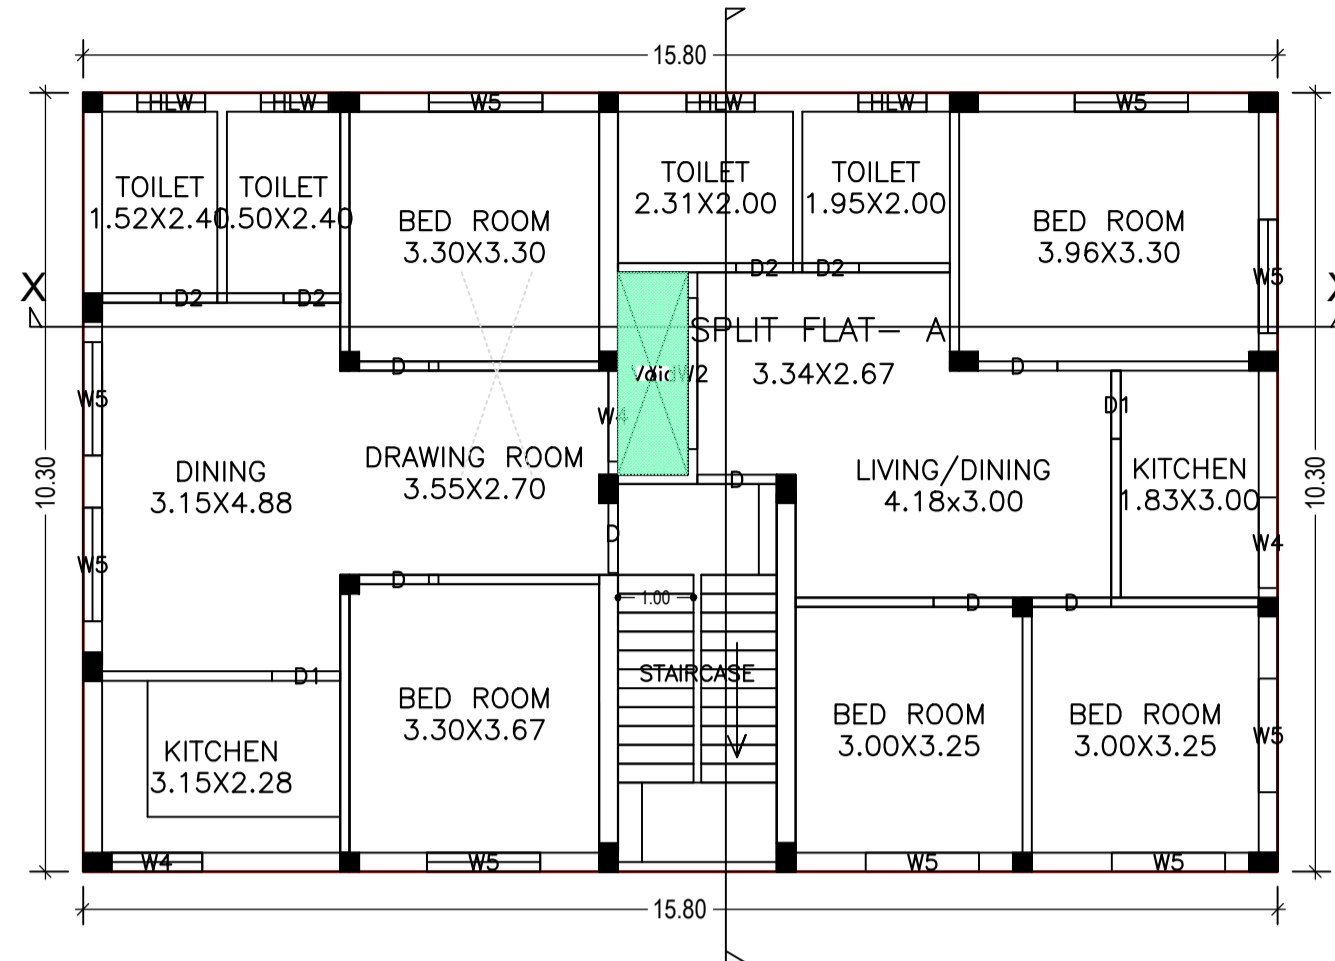 15.80
HLW
HLW
W5
HLW
HLW
W5
TOILET
1.52X2.40
TOILET
1.50X2.40
BED ROOM
3.30X3.30
TOILET
2.31X2.00
TOILET
1.95X2.00
BED ROOM
3.96X3.30
X
D2
D2
D2
D2
W5
X
SPLIT FLAT- A
3.34X2.67
D
Void
W2
D
W5
W4
D1
10.30
DINING
3.15X4.88
DRAWING ROOM
3.55X2.70
D
LIVING/DINING
4.18x3.00
KITCHEN
1.83X3.00
10.30
W5
D
W4
D
1.00
D
D
D1
STAIRCASE
KITCHEN
3.15X2.28
BED ROOM
3.30X3.67
BED ROOM
3.00X3.25
BED ROOM
3.00X3.25
W5
W4
W5
W5
W5
15.80